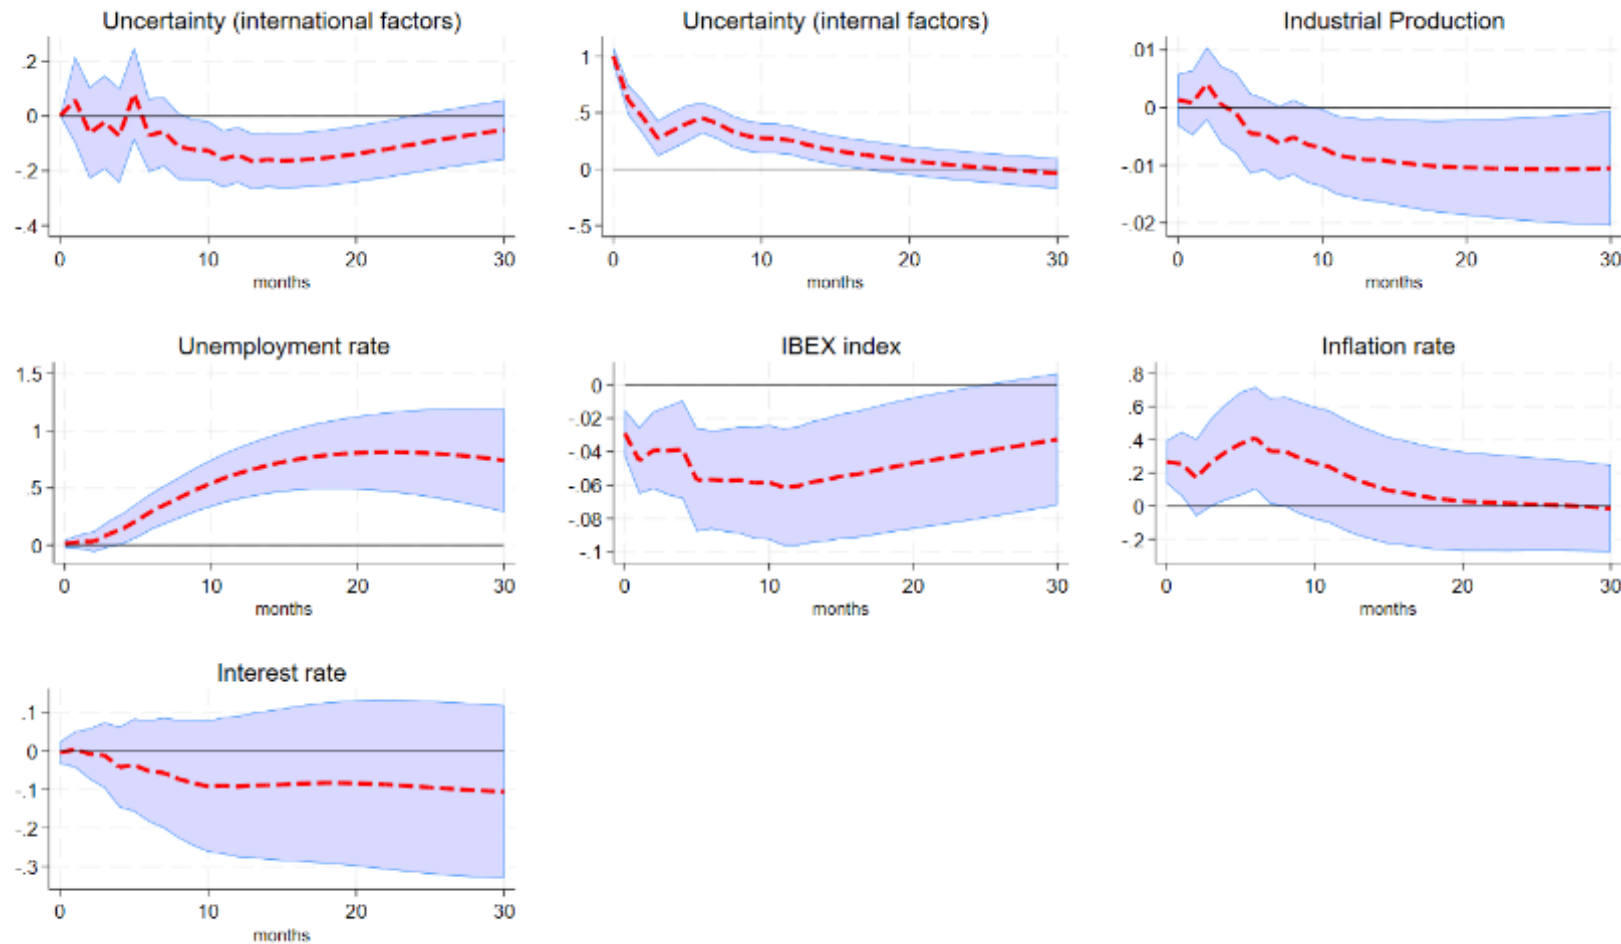 Uncertainty (international factors)
.2
0
-.2
-.4
0 10 20 30
months
Uncertainty (internal factors)
1
.5
0
-.5
0 10 20 30
months
Industrial Production
.01
0
-.01
-.02
0 10 20 30
months
Unemployment rate
1.5
1
.5
0
0 10 20 30
months
IBEX index
0
-.02
-.04
-.06
-.08
-.1
0 10 20 30
months
Inflation rate
.8
.6
.4
.2
0
-.2
0 10 20 30
months
Interest rate
.1
0
-.1
-.2
-.3
0 10 20 30
months